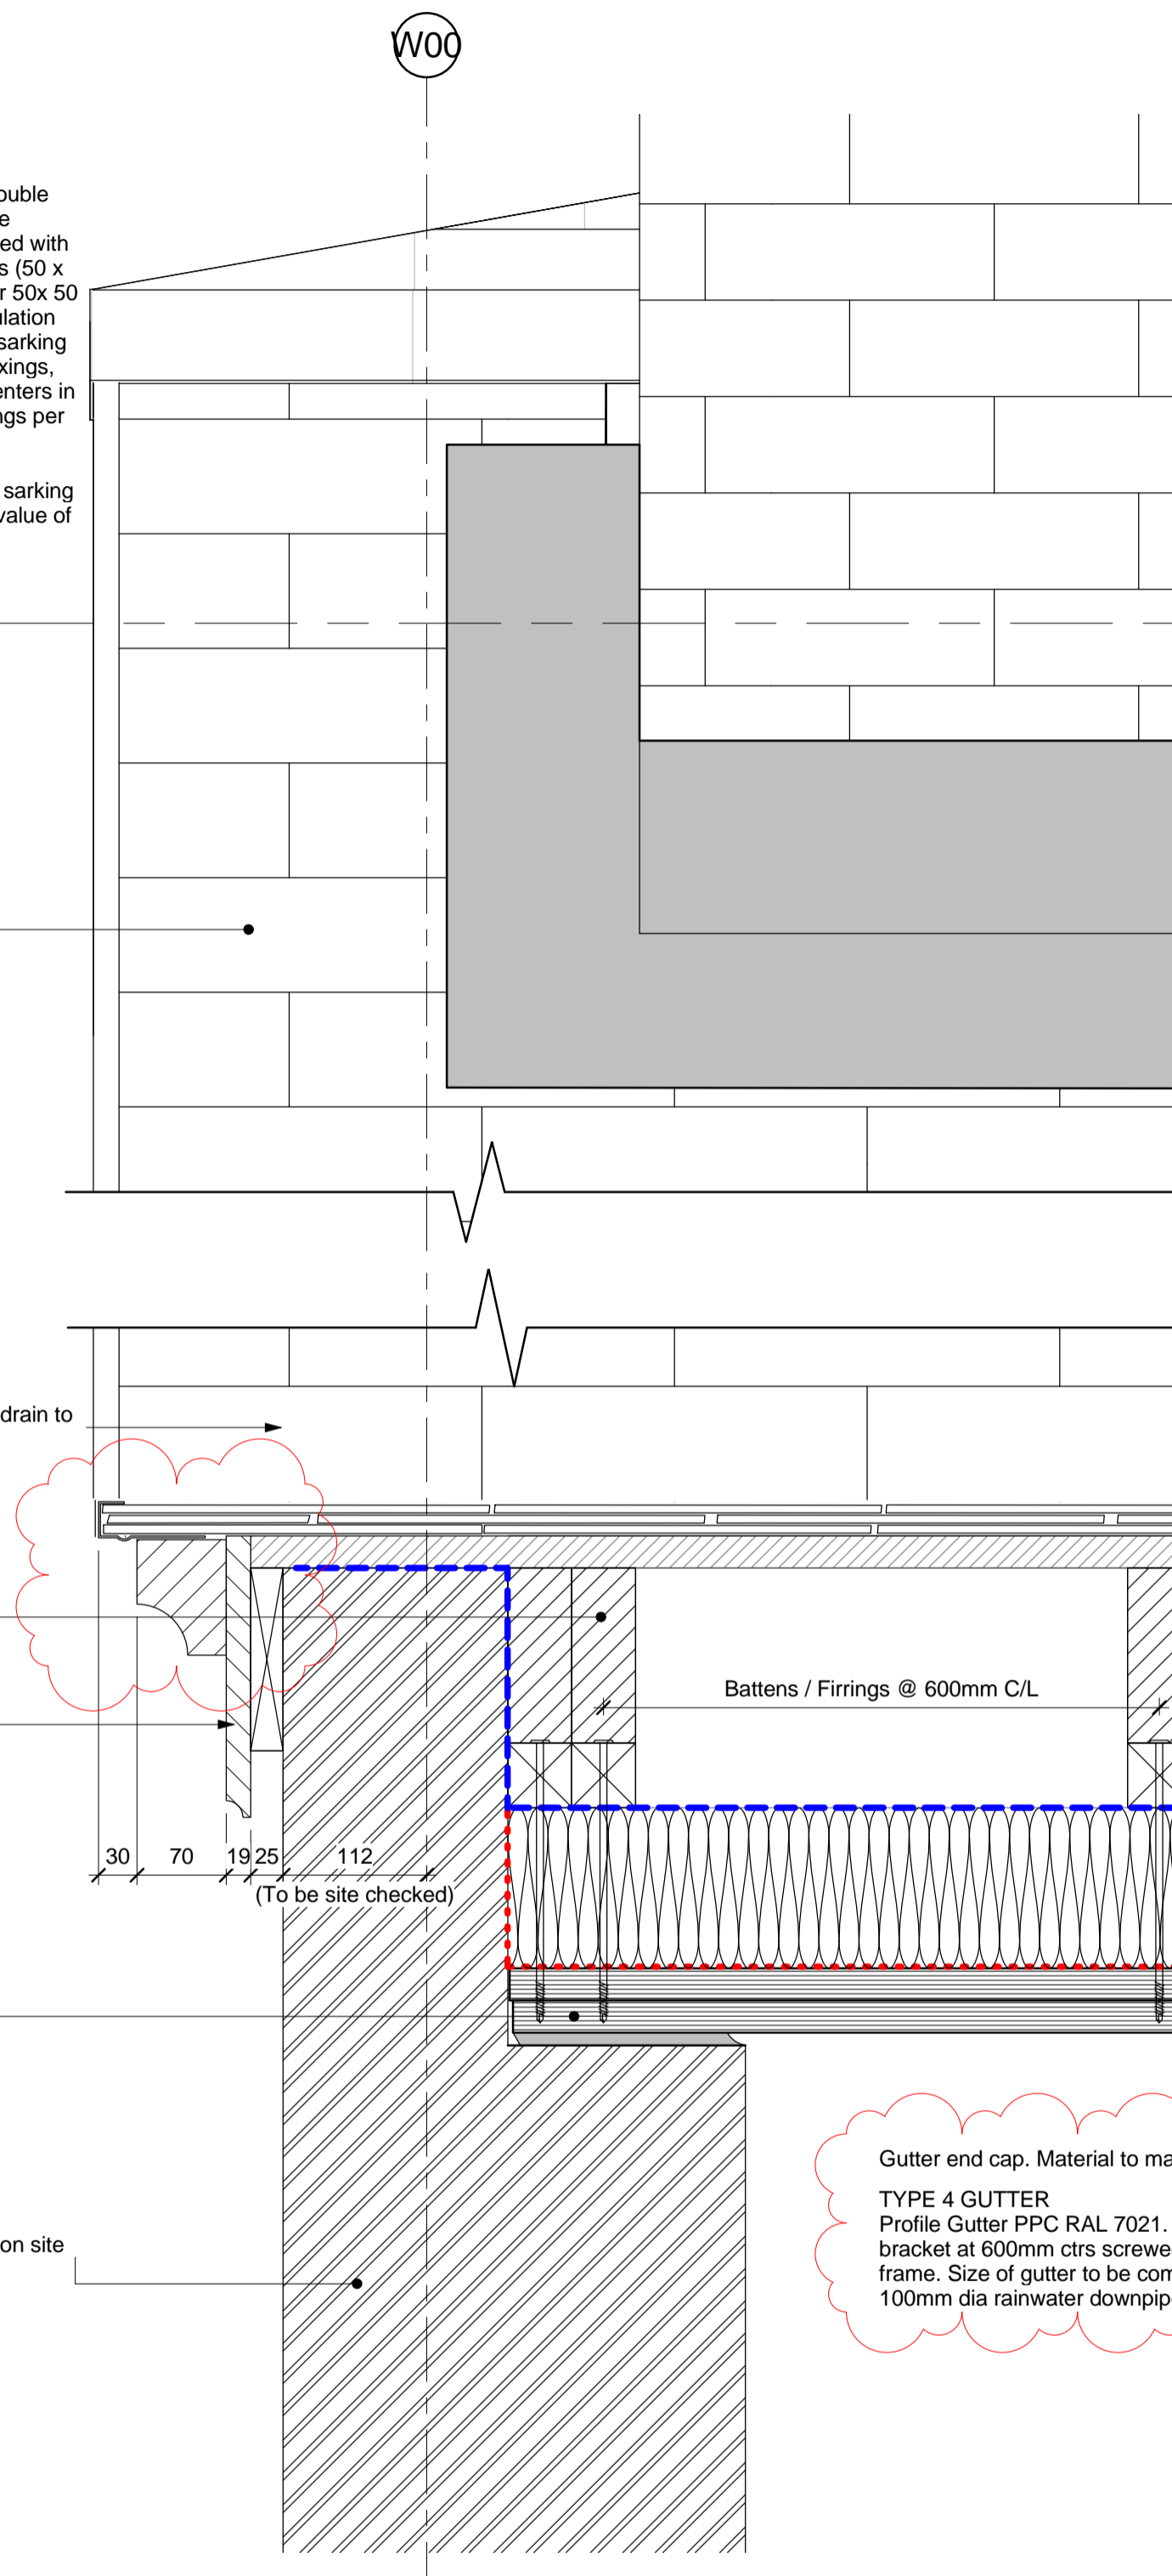 W00
ouble
e
ed with
s (50 x
r 50x 50
ulation
sarking
xings,
enters in
ngs per
sarking
value of
drain to
Battens / Firrings @ 600mm C/L
30 70 19 25 112
(To be site checked)
on site
Gutter end cap. Material to ma
TYPE 4 GUTTER
Profile Gutter PPC RAL 7021.
bracket at 600mm ctrs screwe
frame. Size of gutter to be com
100mm dia rainwater downpip